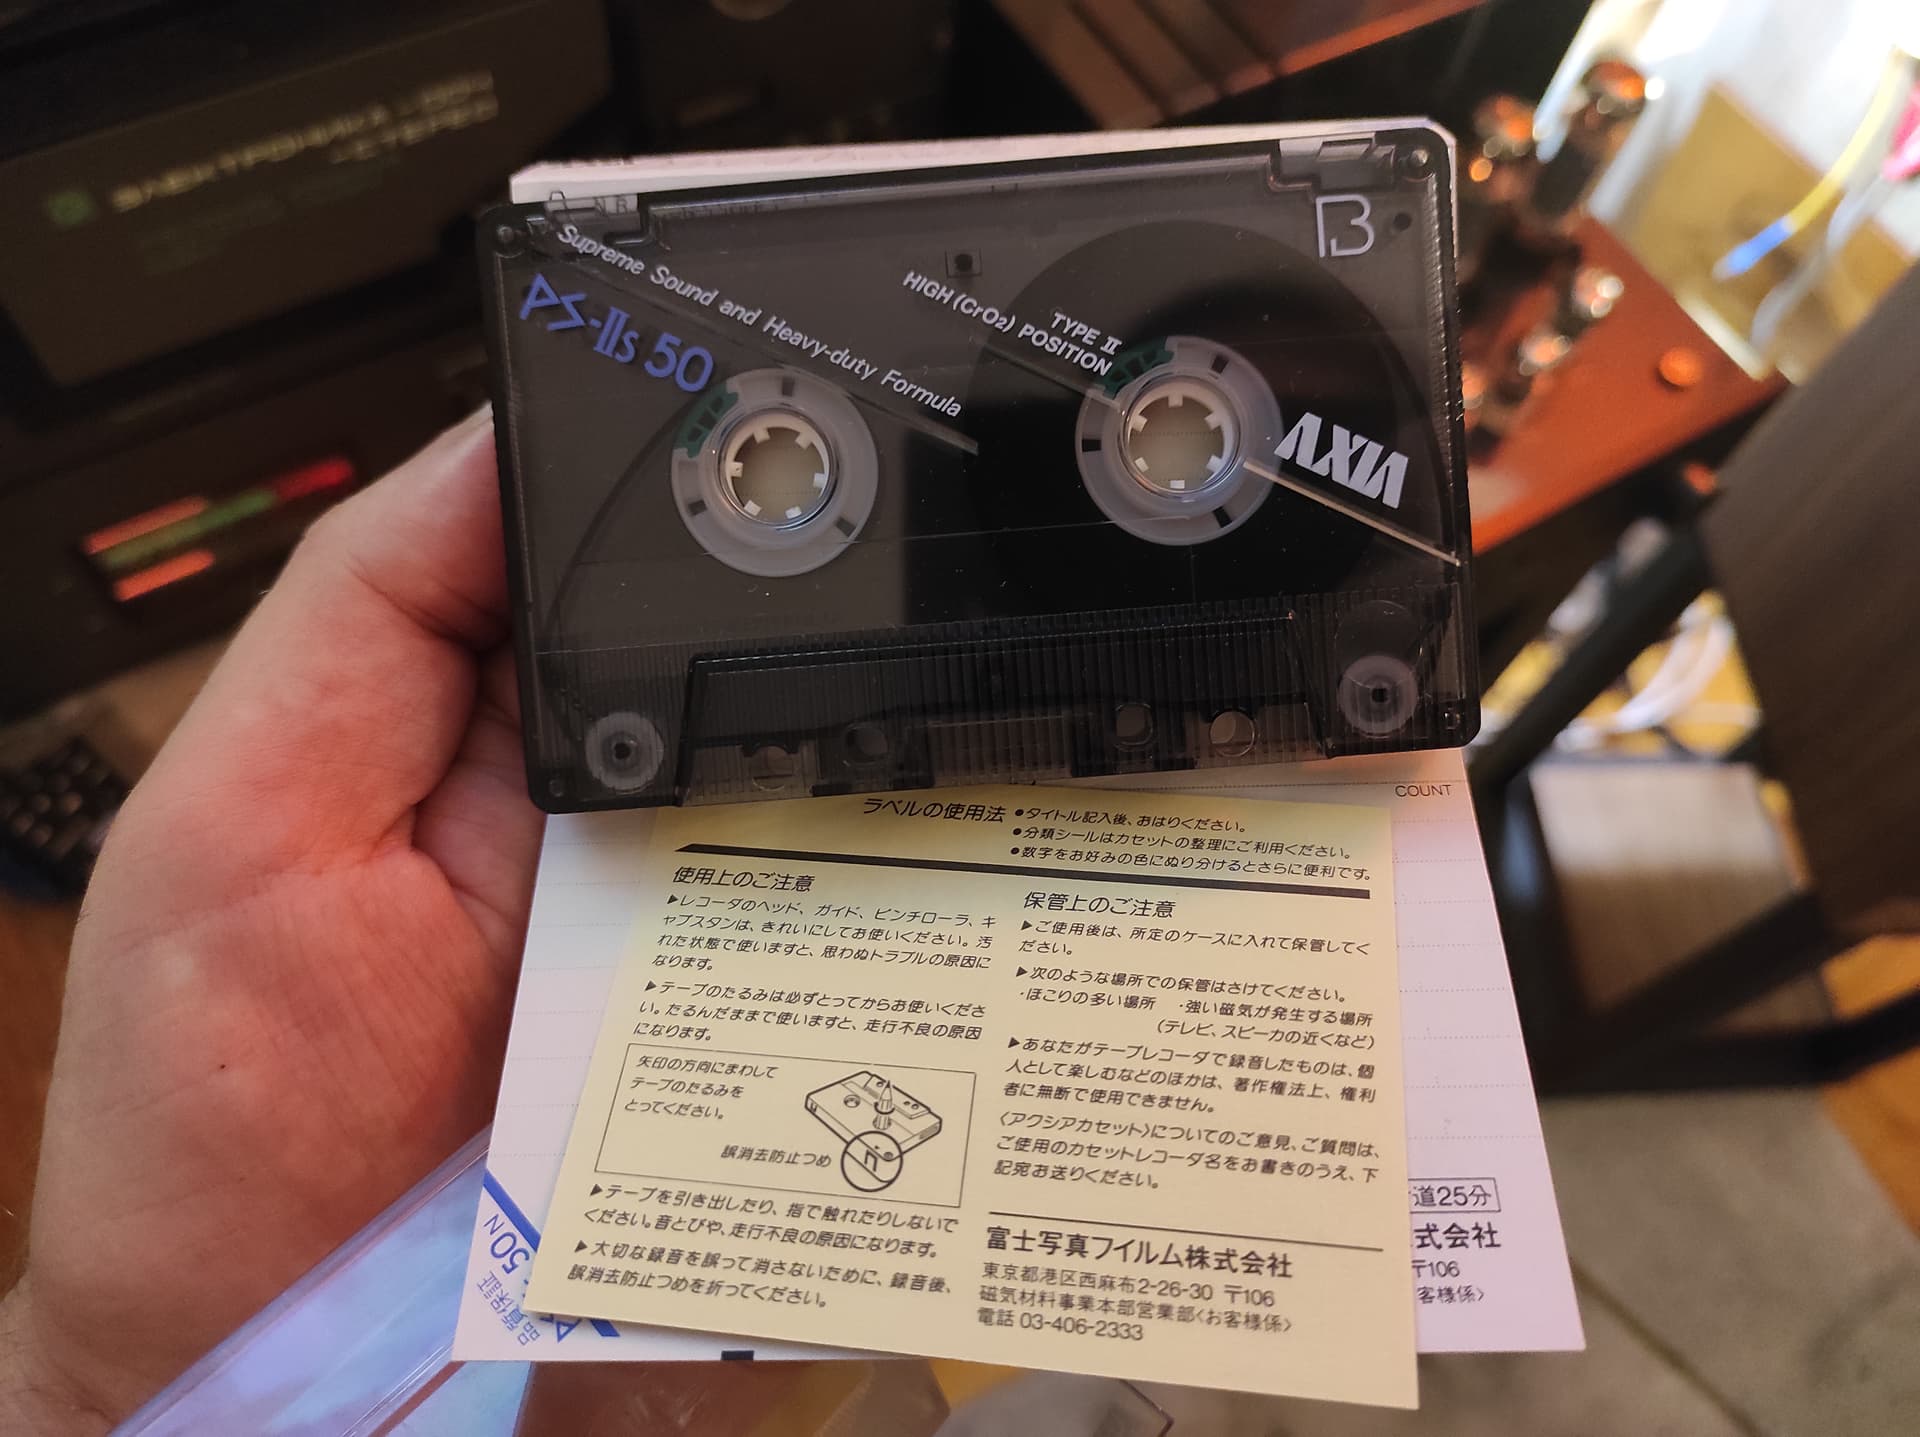 ЭЛЕКТРОНИКА
СТЕРЕО
A N.R.
B
Supreme Sound and Heavy-duty Formula
PS-IIs 50
TYPE II
HIGH (CrO2) POSITION
AXIA
COUNT
ラベルの使用法
●タイトル記入後、おはりください。
●分類シールはカセットの整理にご利用ください。
●数字をお好みの色にぬり分けるとさらに便利です。
使用上のご注意
▶レコーダのヘッド、ガイド、ピンチローラ、キ
ャプスタンは、きれいにしてお使いください。汚
れた状態で使いますと、思わぬトラブルの原因に
なります。
▶テープのたるみは必ずとってからお使いくださ
い。たるんだままで使いますと、走行不良の原因
になります。
矢印の方向にまわして
テープのたるみを
とってください。
誤消去防止つめ
▶テープを引き出したり、指で触れたりしないで
ください。音とびや、走行不良の原因になります。
▶大切な録音を誤って消さないために、録音後、
誤消去防止つめを折ってください。
保管上のご注意
▶ご使用後は、所定のケースに入れて保管してく
ださい。
▶次のような場所での保管はさけてください。
・ほこりの多い場所 ・強い磁気が発生する場所
(テレビ、スピーカの近くなど)
▶あなたがテープレコーダで録音したものは、個
人として楽しむなどのほかは、著作権法上、権利
者に無断で使用できません。
〈アクシアカセット〉についてのご意見、ご質問は、
ご使用のカセットレコーダ名をお書きのうえ、下
記宛お送りください。
富士写真フイルム株式会社
東京都港区西麻布2-26-30 〒106
磁気材料事業本部営業部〈お客様係〉
電話 03-406-2333
道25分
式会社
〒106
客様係〉
50N
品質保証